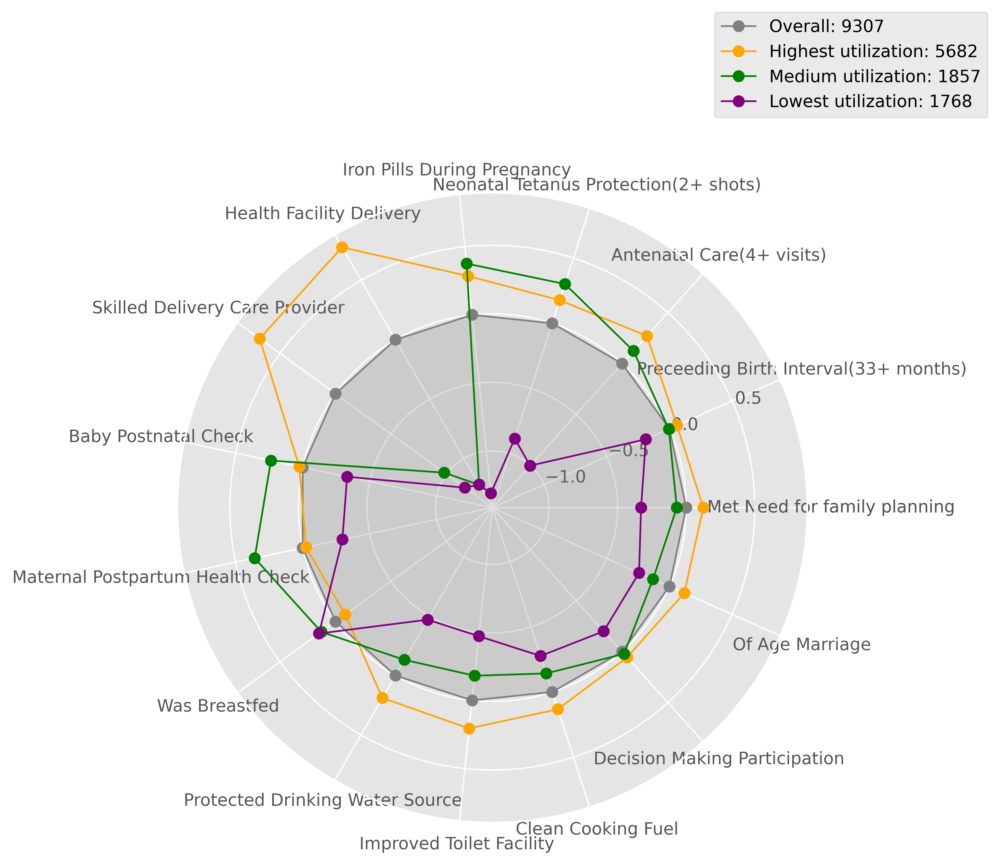 Overall: 9307
Highest utilization: 5682
Medium utilization: 1857
Lowest utilization: 1768
Iron Pills During Pregnancy
Neonatal Tetanus Protection(2+ shots)
Health Facility Delivery
Antenatal Care(4+ visits)
Skilled Delivery Care Provider
Preceeding Birth Interval(33+ months)
0.5
0.0
Baby Postnatal Check
−0.5
−1.0
Met Need for family planning
Maternal Postpartum Health Check
Of Age Marriage
Was Breastfed
Decision Making Participation
Protected Drinking Water Source
Clean Cooking Fuel
Improved Toilet Facility